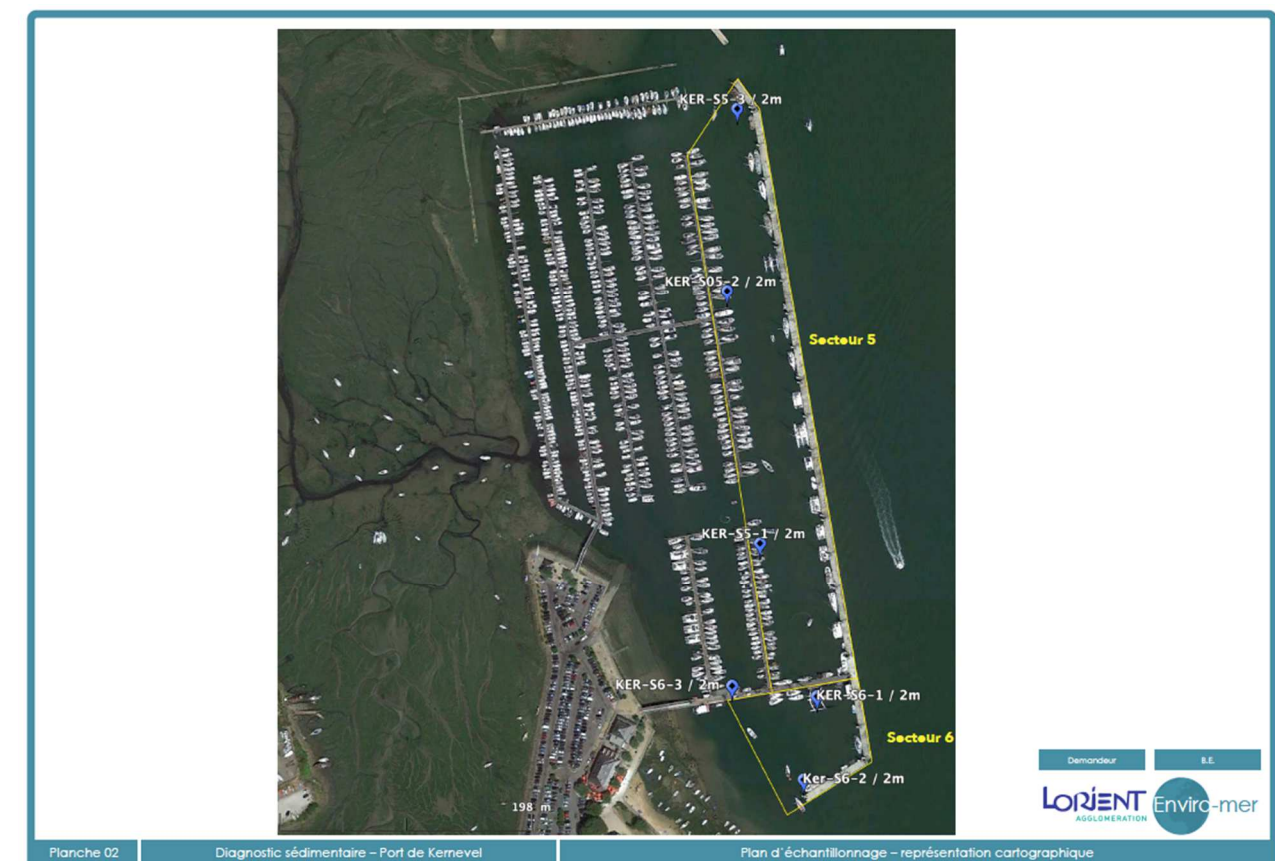 KER-S5-3 / 2m
KER-S05-2 / 2m
Secteur 5
KER-S5-1 / 2m
KER-S6-3 / 2m
KER-S6-1 / 2m
Secteur 6
Ker-S6-2 / 2m
198 m
Demandeur
B.E.
LORIENT
AGGLOMERATION
Enviro-mer
Planche 02
Diagnostic sédimentaire – Port de Kernevel
Plan d'échantillonnage – représentation cartographique